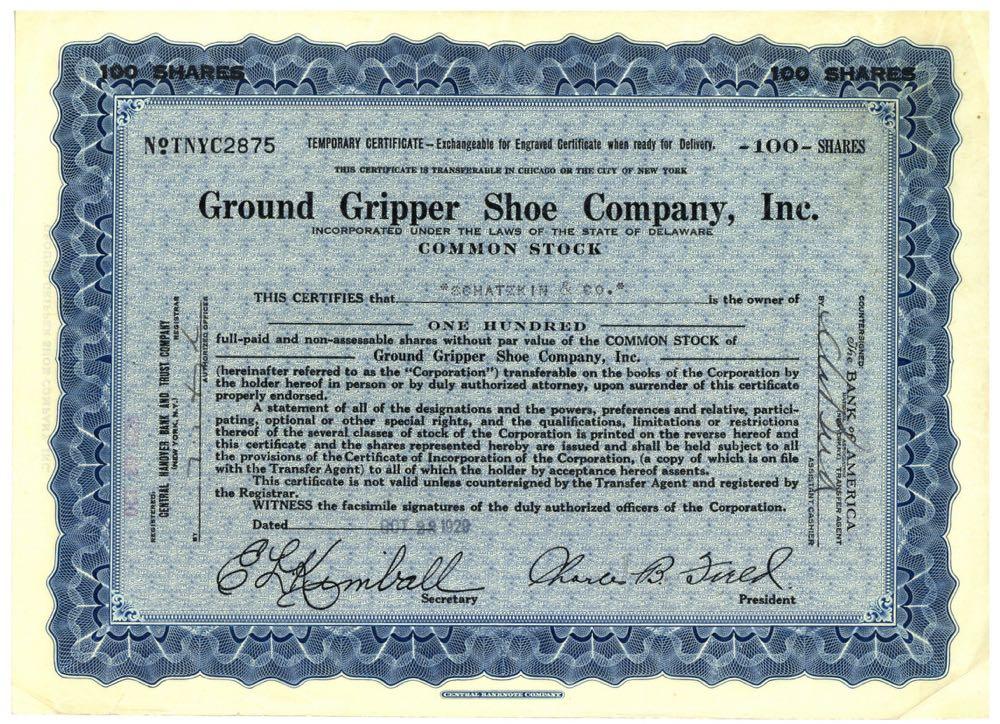 100 SHARES
100 SHARES
No TNYC2875
TEMPORARY CERTIFICATE – Exchangeable for Engraved Certificate when ready for Delivery.
-100- SHARES
THIS CERTIFICATE IS TRANSFERABLE IN CHICAGO OR THE CITY OF NEW YORK
Ground Gripper Shoe Company, Inc.
INCORPORATED UNDER THE LAWS OF THE STATE OF DELAWARE
COMMON STOCK
THIS CERTIFIES that *SCHATZKIN & CO.* is the owner of
ONE HUNDRED
full-paid and non-assessable shares without par value of the COMMON STOCK of
Ground Gripper Shoe Company, Inc.
(hereinafter referred to as the "Corporation") transferable on the books of the Corporation by
the holder hereof in person or by duly authorized attorney, upon surrender of this certificate
properly endorsed.
A statement of all of the designations and the powers, preferences and relative, partici-
pating, optional or other special rights, and the qualifications, limitations or restrictions
thereof of the several classes of stock of the Corporation is printed on the reverse hereof and
this certificate and the shares represented hereby are issued and shall be held subject to all
the provisions of the Certificate of Incorporation of the Corporation, (a copy of which is on file
with the Transfer Agent) to all of which the holder by acceptance hereof assents.
This certificate is not valid unless countersigned by the Transfer Agent and registered by
the Registrar.
WITNESS the facsimile signatures of the duly authorized officers of the Corporation.
Dated OCT 28 1929
E L Kimball
Secretary
Charles B. Field.
President
REGISTERED:
CENTRAL HANOVER BANK AND TRUST COMPANY
(NEW YORK, N.Y.)
REGISTRAR
BY
AUTHORIZED OFFICER
COUNTERSIGNED:
The BANK of AMERICA
TRANSFER AGENT
BY
ASSISTANT CASHIER
CENTRAL BANKNOTE COMPANY